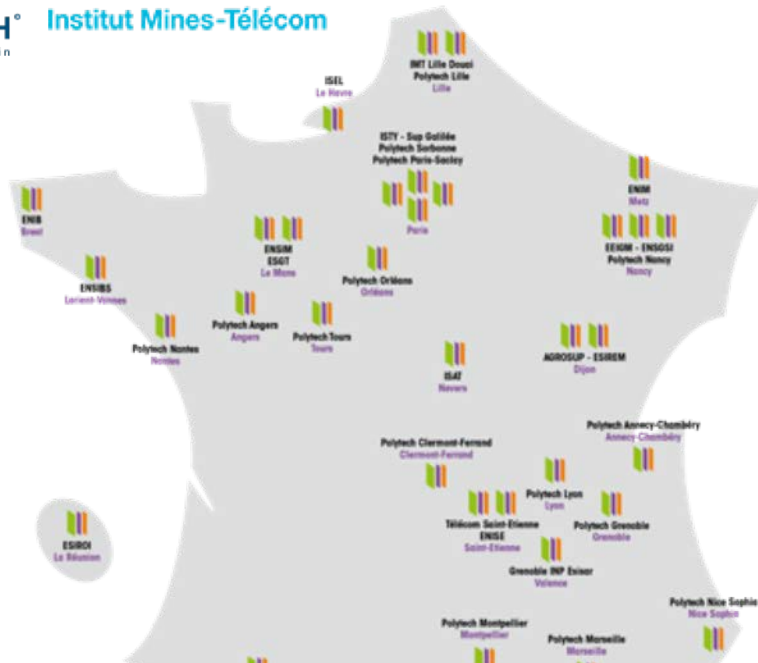 H°
Institut Mines-Télécom
in
IMT Lille Douai
Polytech Lille
Lille
ISEL
Le Havre
ISTY - Sup Galilée
Polytech Sorbonne
Polytech Paris-Saclay
Paris
ENIM
Metz
ENIB
Brest
EEIGM - ENSGSI
Polytech Nancy
Nancy
ENSIM
ESGT
Le Mans
Polytech Orléans
Orléans
ENSIBS
Lorient-Vannes
Polytech Angers
Angers
Polytech Tours
Tours
Polytech Nantes
Nantes
AGROSUP - ESIREM
Dijon
ISAT
Nevers
Polytech Annecy-Chambéry
Annecy-Chambéry
Polytech Clermont-Ferrand
Clermont-Ferrand
Polytech Lyon
Lyon
Télécom Saint-Etienne
ENISE
Saint-Etienne
Polytech Grenoble
Grenoble
ESIROI
La Réunion
Grenoble INP Esisar
Valence
Polytech Nice Sophia
Nice Sophia
Polytech Montpellier
Montpellier
Polytech Marseille
Marseille